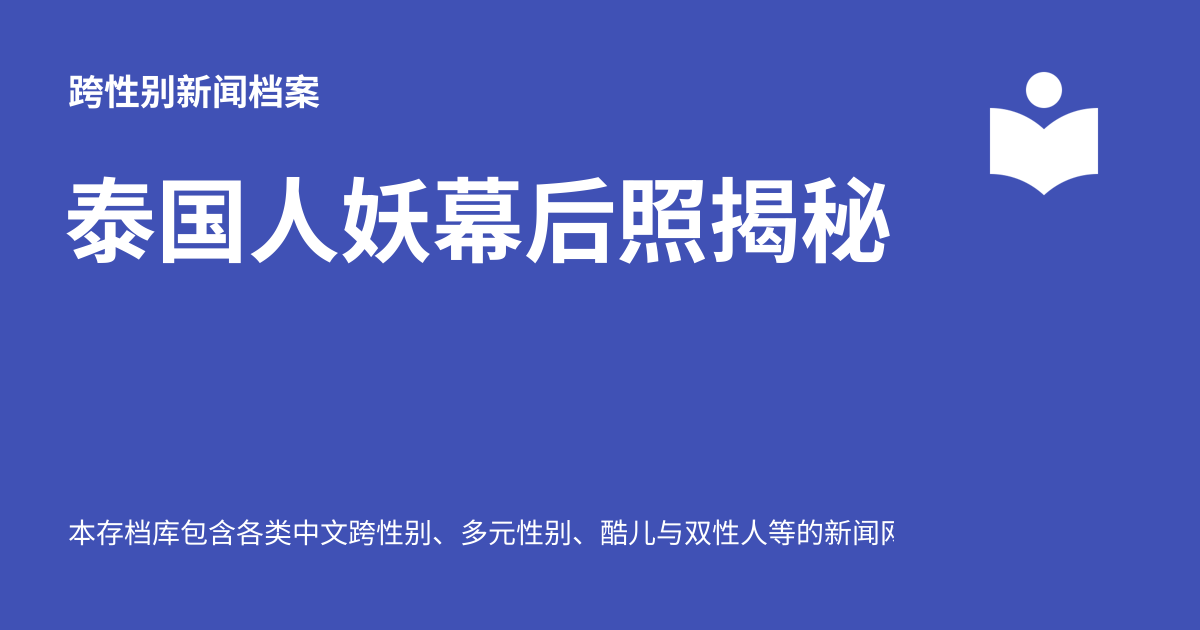 跨性别新闻档案
泰国人妖幕后照揭秘
本存档库包含各类中文跨性别、多元性别、酷儿与双性人等的新闻